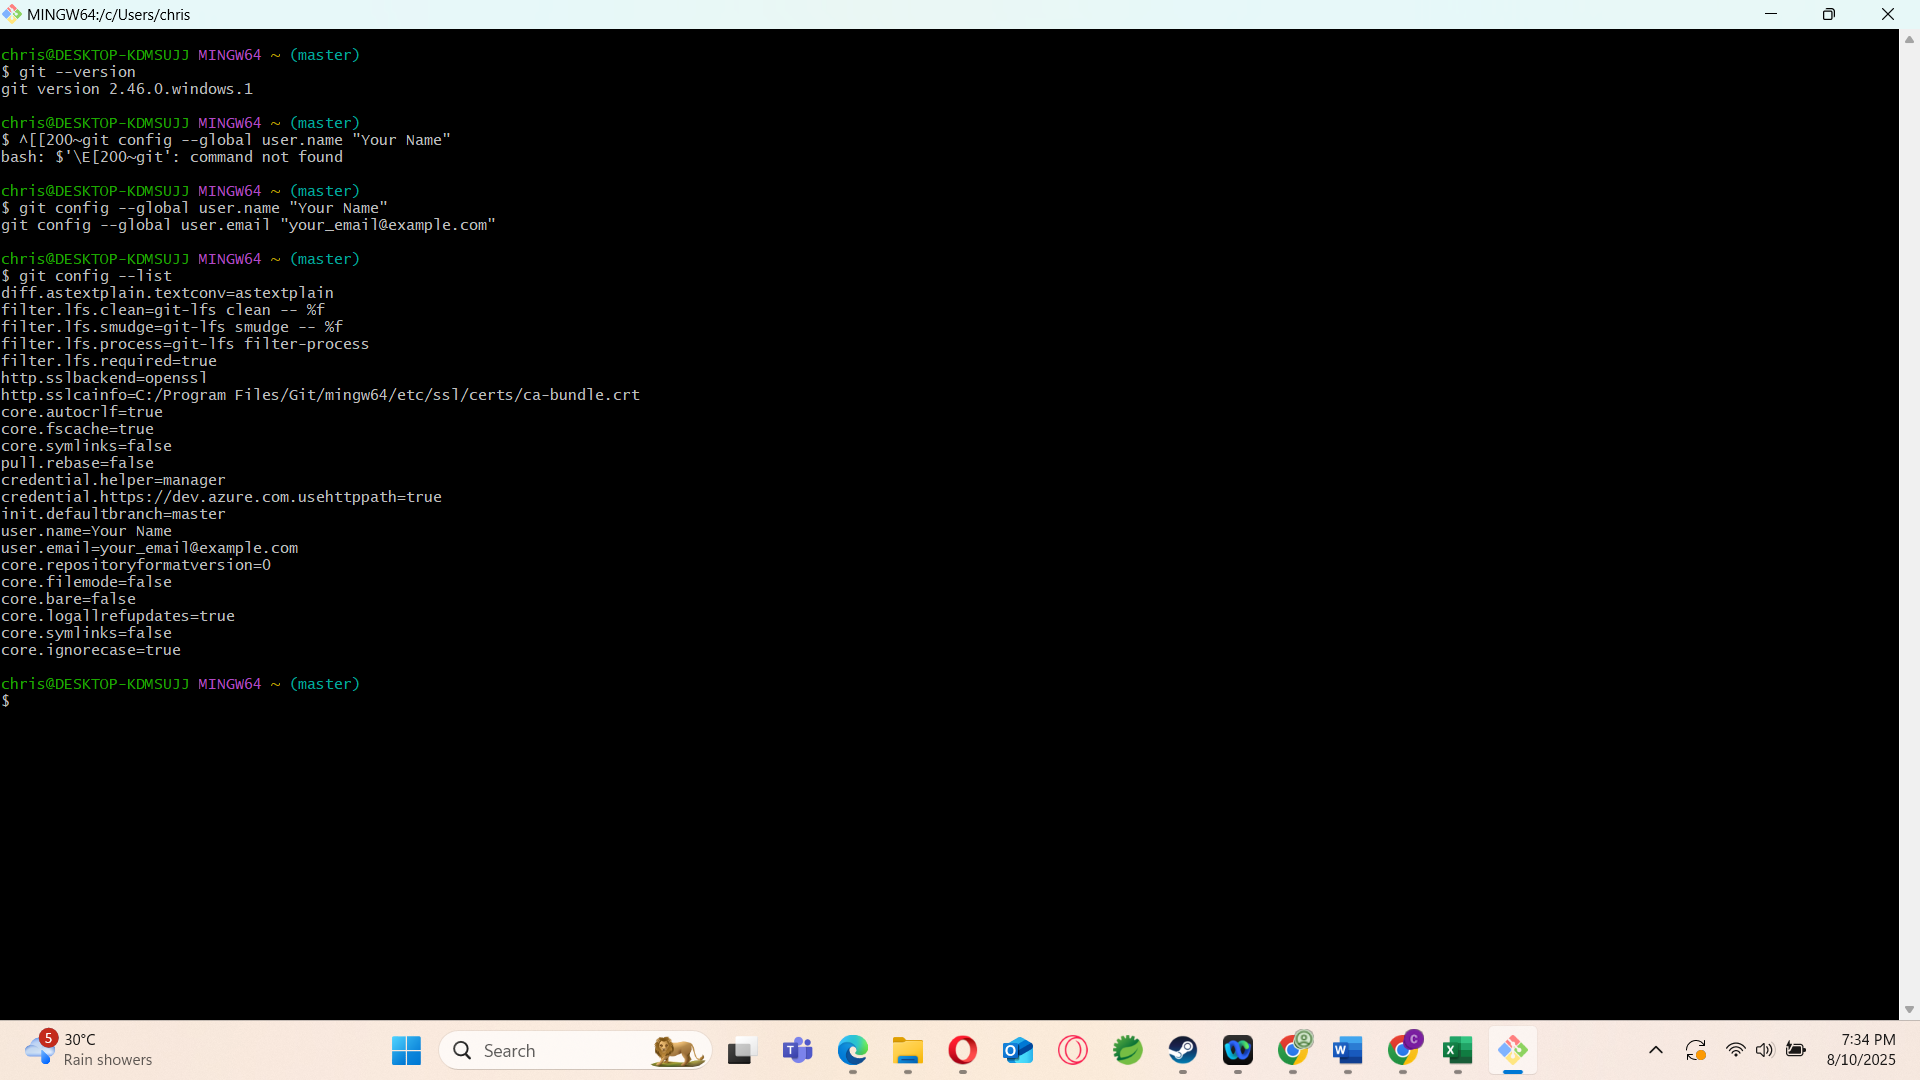 MINGW64:/c/Users/chris
chris@DESKTOP-KDMSUJJ MINGW64 ~ (master)
$ git --version
git version 2.46.0.windows.1
chris@DESKTOP-KDMSUJJ MINGW64 ~ (master)
$ ^[[200~git config --global user.name "Your Name"
bash: $'\E[200~git': command not found
chris@DESKTOP-KDMSUJJ MINGW64 ~ (master)
$ git config --global user.name "Your Name"
git config --global user.email "your_email@example.com"
chris@DESKTOP-KDMSUJJ MINGW64 ~ (master)
$ git config --list
diff.astextplain.textconv=astextplain
filter.lfs.clean=git-lfs clean -- %f
filter.lfs.smudge=git-lfs smudge -- %f
filter.lfs.process=git-lfs filter-process
filter.lfs.required=true
http.sslbackend=openssl
http.sslcainfo=C:/Program Files/Git/mingw64/etc/ssl/certs/ca-bundle.crt
core.autocrlf=true
core.fscache=true
core.symlinks=false
pull.rebase=false
credential.helper=manager
credential.https://dev.azure.com.usehttppath=true
init.defaultbranch=master
user.name=Your Name
user.email=your_email@example.com
core.repositoryformatversion=0
core.filemode=false
core.bare=false
core.logallrefupdates=true
core.symlinks=false
core.ignorecase=true
chris@DESKTOP-KDMSUJJ MINGW64 ~ (master)
$
5
30°C
Rain showers
Search
C
7:34 PM
8/10/2025